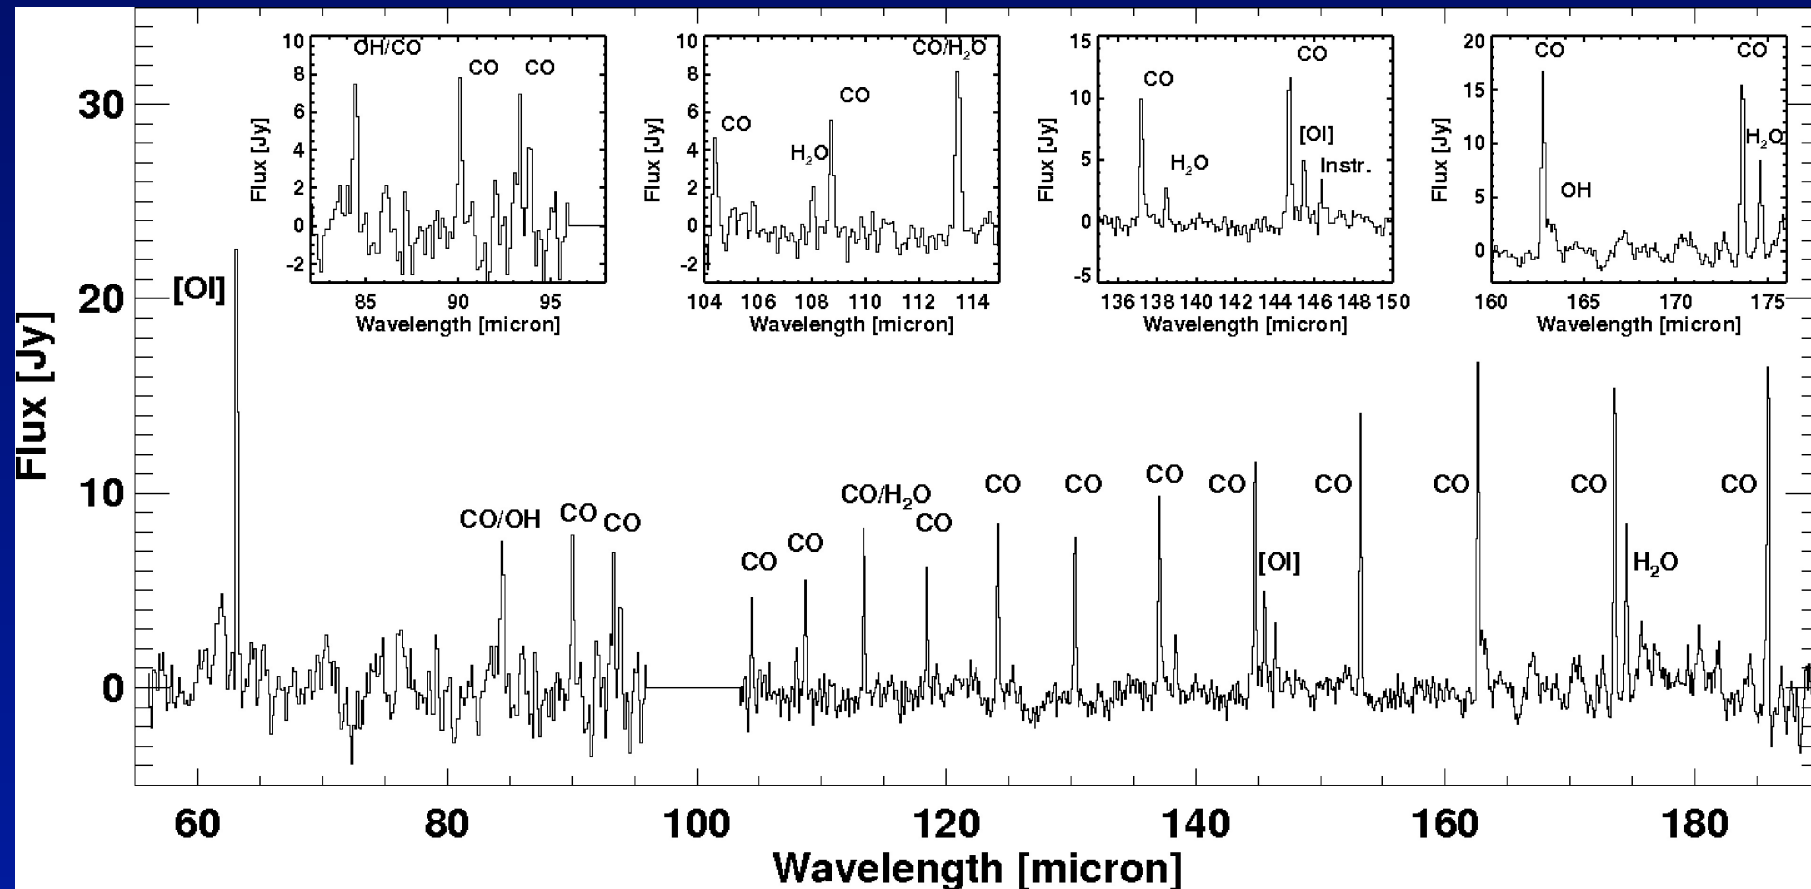 10 8 6 4 2 0 -2
Flux [Jy]
OH/CO CO CO
85 90 95
Wavelength [micron]
10 8 6 4 2 0 -2
Flux [Jy]
CO H₂O CO CO/H₂O
104 106 108 110 112 114
Wavelength [micron]
15 10 5 0 -5
Flux [Jy]
CO H₂O CO [OI] Instr.
136 138 140 142 144 146 148 150
Wavelength [micron]
20 15 10 5 0
Flux [Jy]
CO OH CO H₂O
160 165 170 175
Wavelength [micron]
30 20 10 0
Flux [Jy]
[OI] CO/OH CO CO CO CO CO/H₂O CO CO CO CO CO [OI] CO CO CO H₂O CO
60 80 100 120 140 160 180
Wavelength [micron]